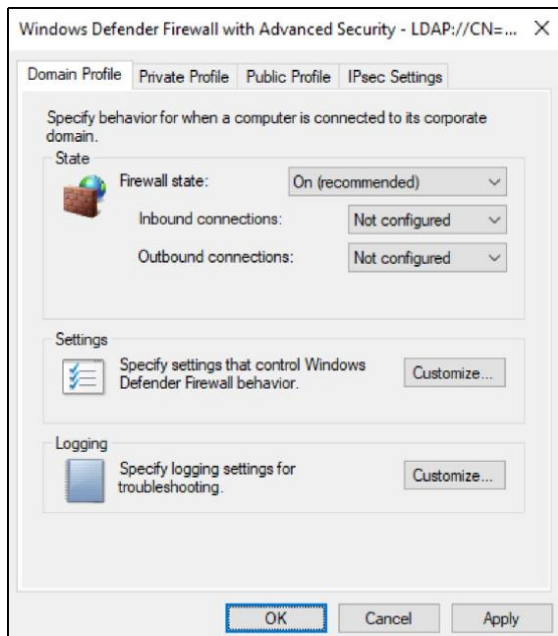 Windows Defender Firewall with Advanced Security - LDAP://CN=...
Domain Profile Private Profile Public Profile IPsec Settings
Specify behavior for when a computer is connected to its corporate
domain.
State
Firewall state: On (recommended)
Inbound connections: Not configured
Outbound connections: Not configured
Settings
Specify settings that control Windows
Defender Firewall behavior.
Customize...
Logging
Specify logging settings for
troubleshooting.
Customize...
OK Cancel Apply